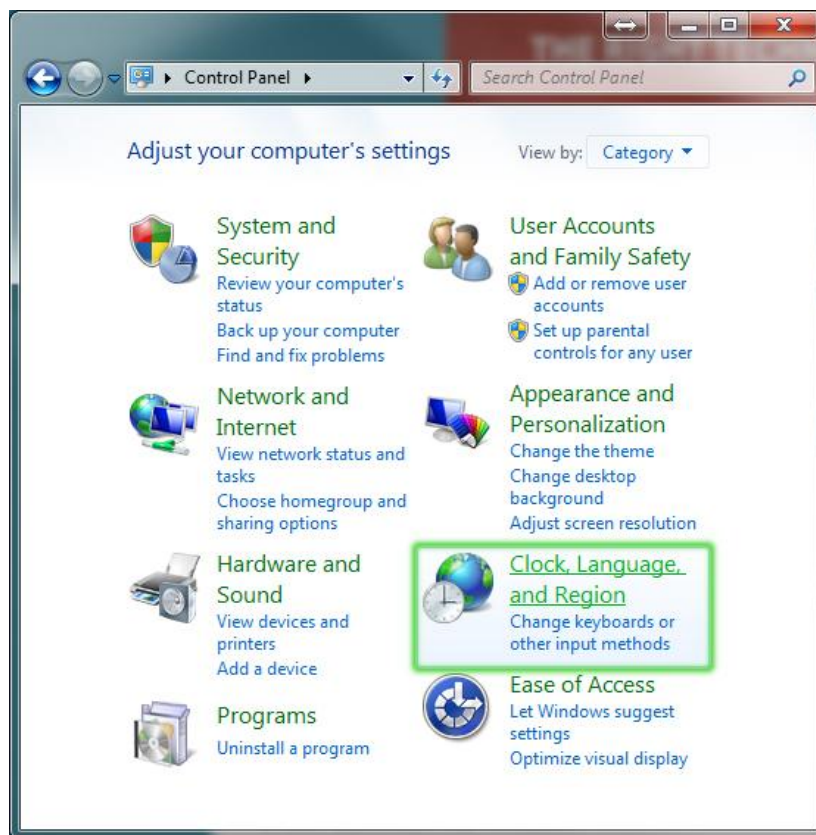 Control Panel
Search Control Panel
Adjust your computer's settings
View by: Category
System and
Security
Review your computer's
status
Back up your computer
Find and fix problems
Network and
Internet
View network status and
tasks
Choose homegroup and
sharing options
Hardware and
Sound
View devices and
printers
Add a device
Programs
Uninstall a program
User Accounts
and Family Safety
Add or remove user
accounts
Set up parental
controls for any user
Appearance and
Personalization
Change the theme
Change desktop
background
Adjust screen resolution
Clock, Language,
and Region
Change keyboards or
other input methods
Ease of Access
Let Windows suggest
settings
Optimize visual display